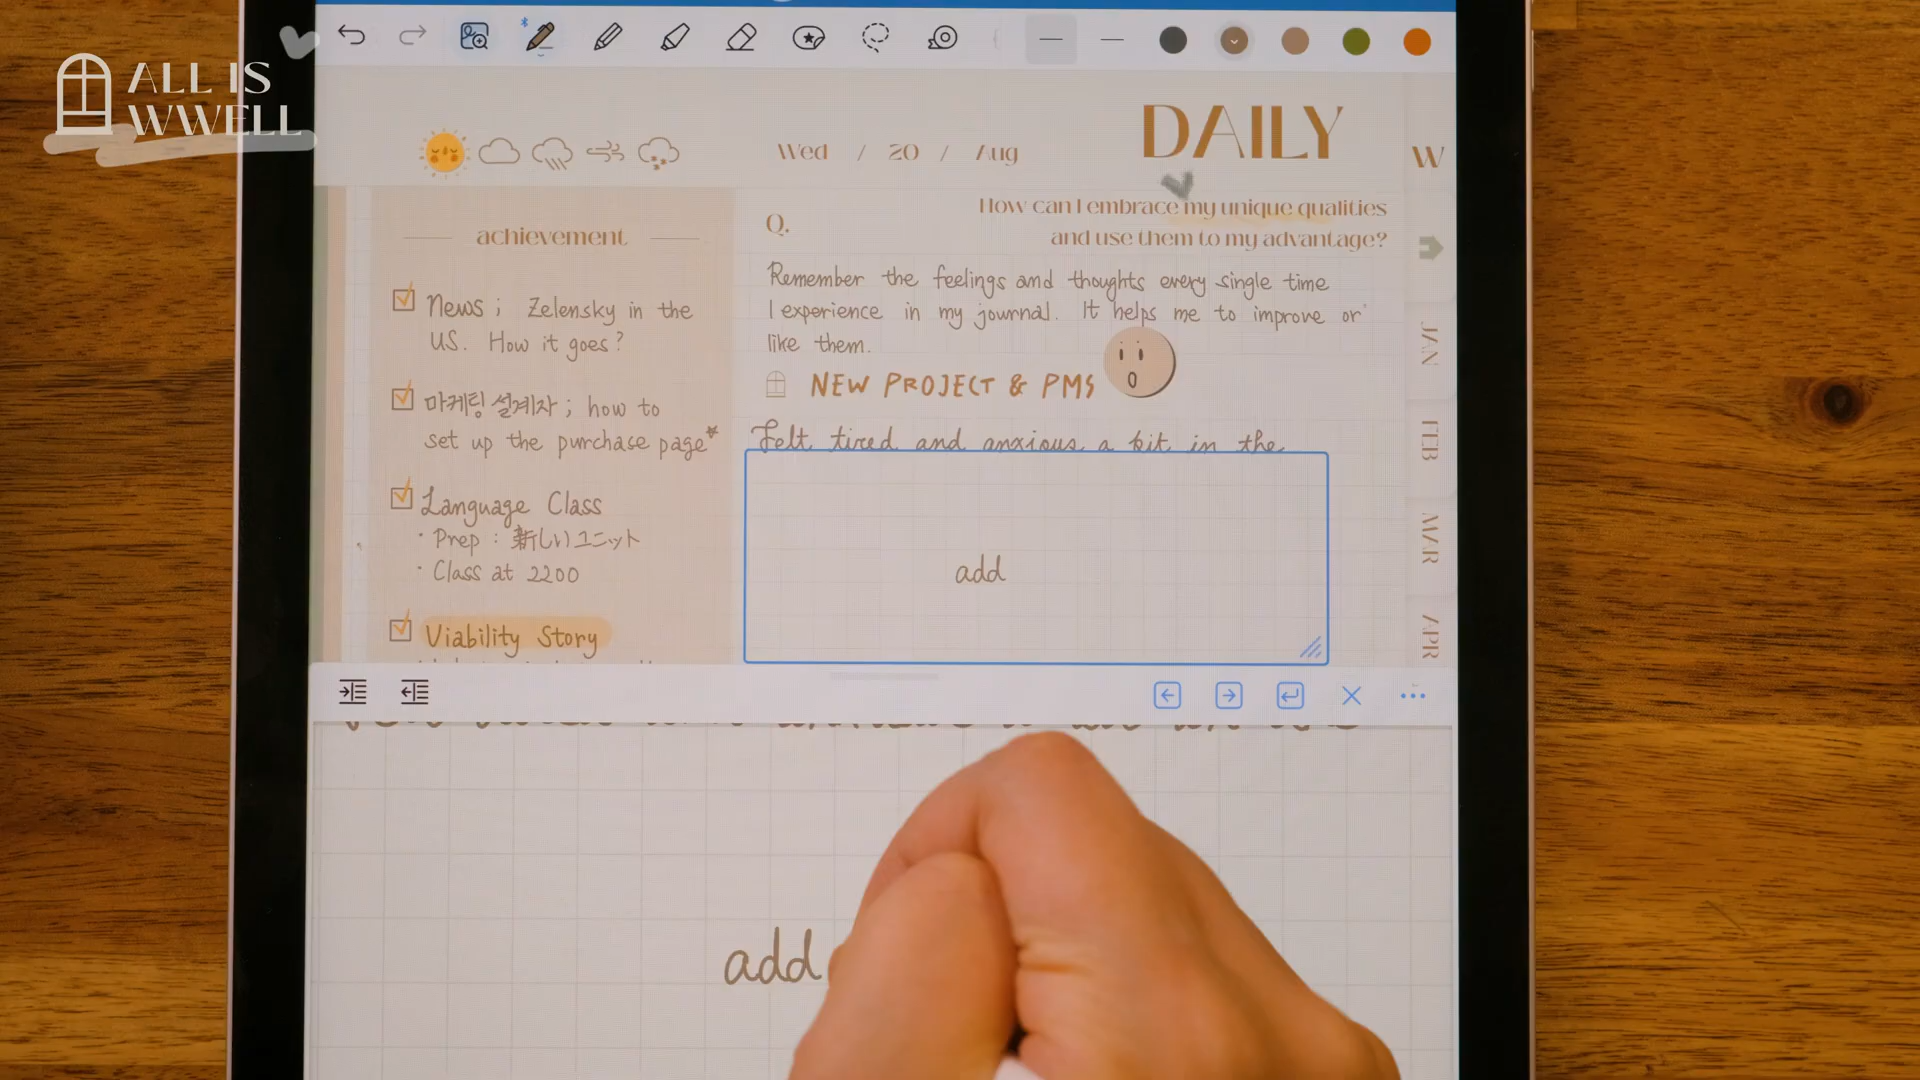 ALL IS
WWELL
Wed / 20 / Aug
DAILY
W
achievement
News ; Zelensky in the
US. How it goes?
마케팅 설계자 ; how to
set up the purchase page*
Language Class
· Prep : 新しいユニット
· Class at 2200
Viability Story
Q.
How can I embrace my unique qualities
and use them to my advantage?
Remember the feelings and thoughts every single time
I experience in my journal. It helps me to improve or
like them.
NEW PROJECT & PMS
Felt tired and anxious a bit in the
add
JAN
FEB
MAR
APR
add